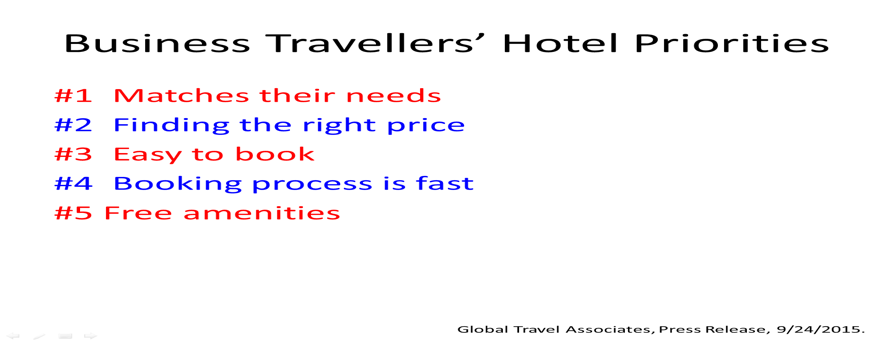 Business Travellers’ Hotel Priorities
#1 Matches their needs
#2 Finding the right price
#3 Easy to book
#4 Booking process is fast
#5 Free amenities
Global Travel Associates, Press Release, 9/24/2015.